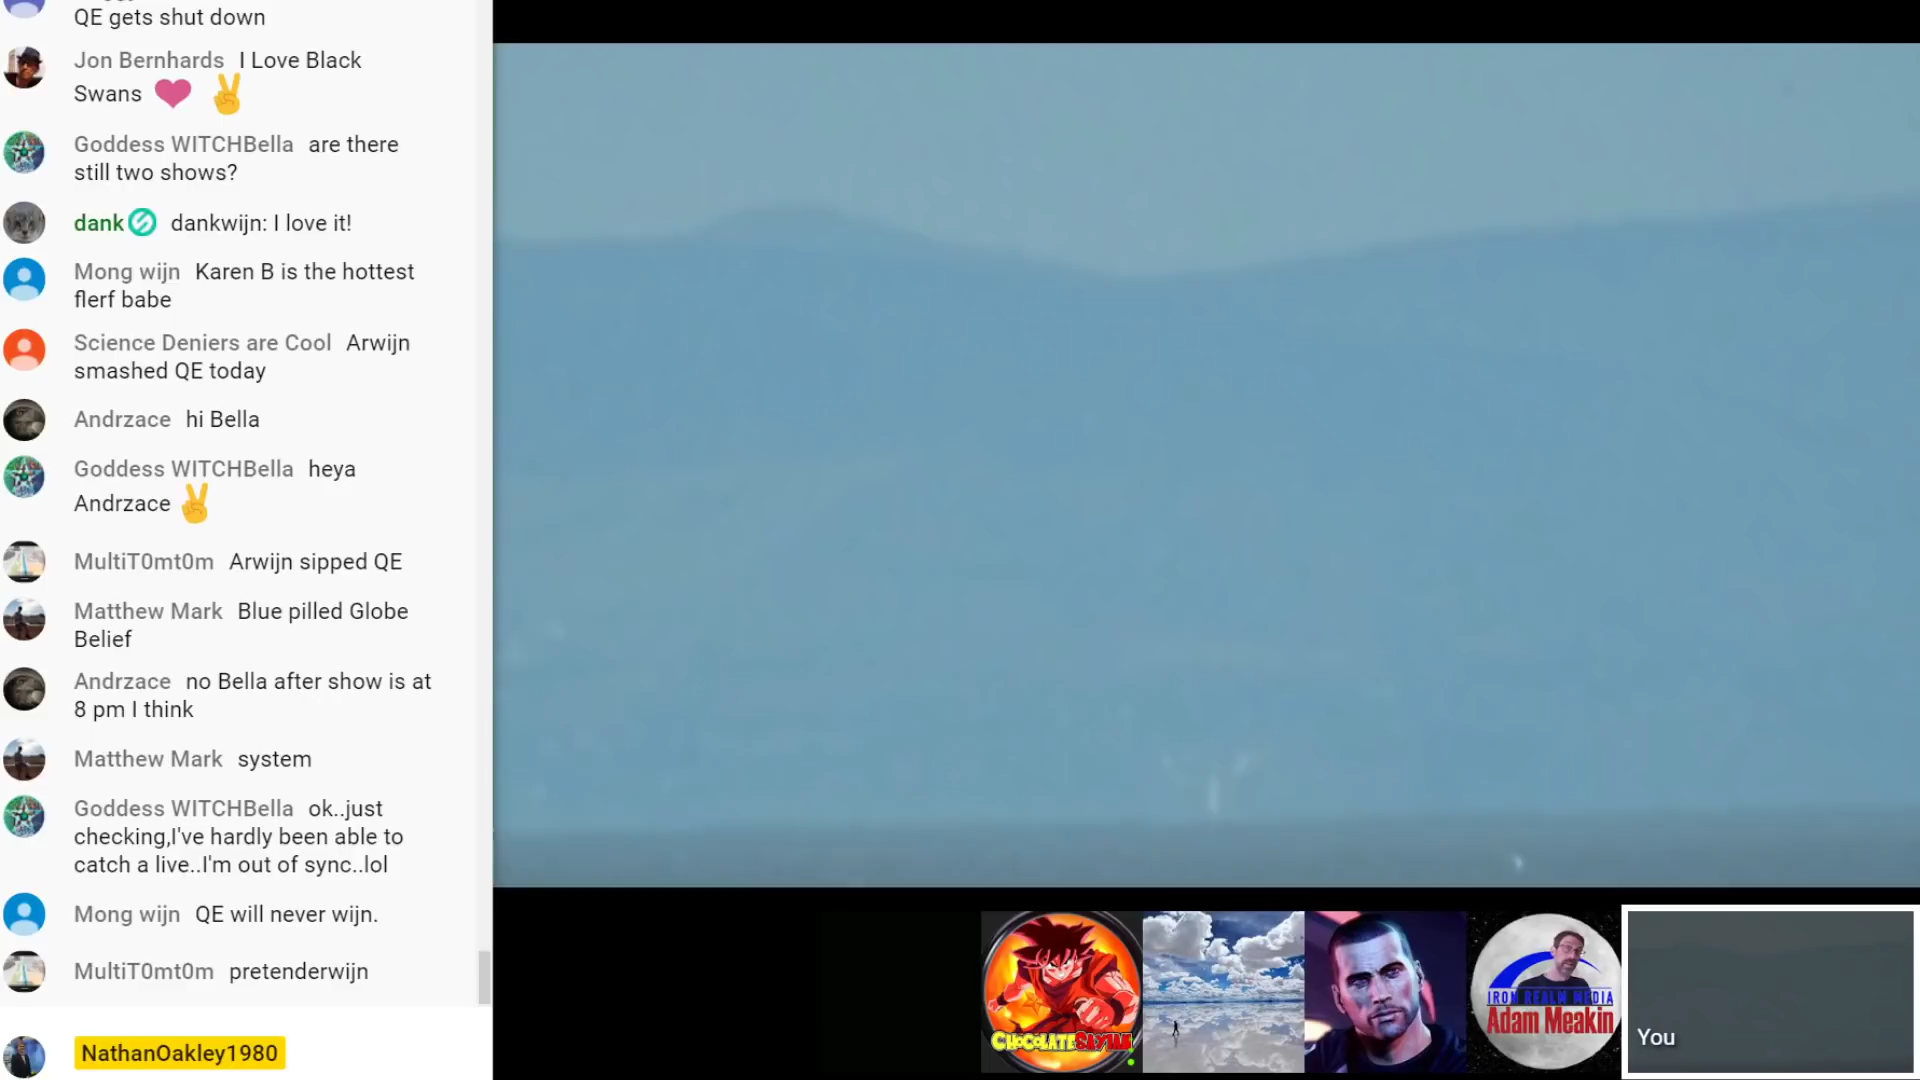 QE gets shut down
Jon Bernhards I Love Black
Swans
Goddess WITCHBella are there
still two shows?
dank dankwijn: I love it!
Mong wijn Karen B is the hottest
flerf babe
Science Deniers are Cool Arwijn
smashed QE today
Andrzace hi Bella
Goddess WITCHBella heya
Andrzace
MultiT0mt0m Arwijn sipped QE
Matthew Mark Blue pilled Globe
Belief
Andrzace no Bella after show is at
8 pm I think
Matthew Mark system
Goddess WITCHBella ok..just
checking,I've hardly been able to
catch a live..I'm out of sync..lol
Mong wijn QE will never wijn.
MultiT0mt0m pretenderwijn
NathanOakley1980
CHOCOLATE SAYIAN
IRON REALM MEDIA
Adam Meakin
You